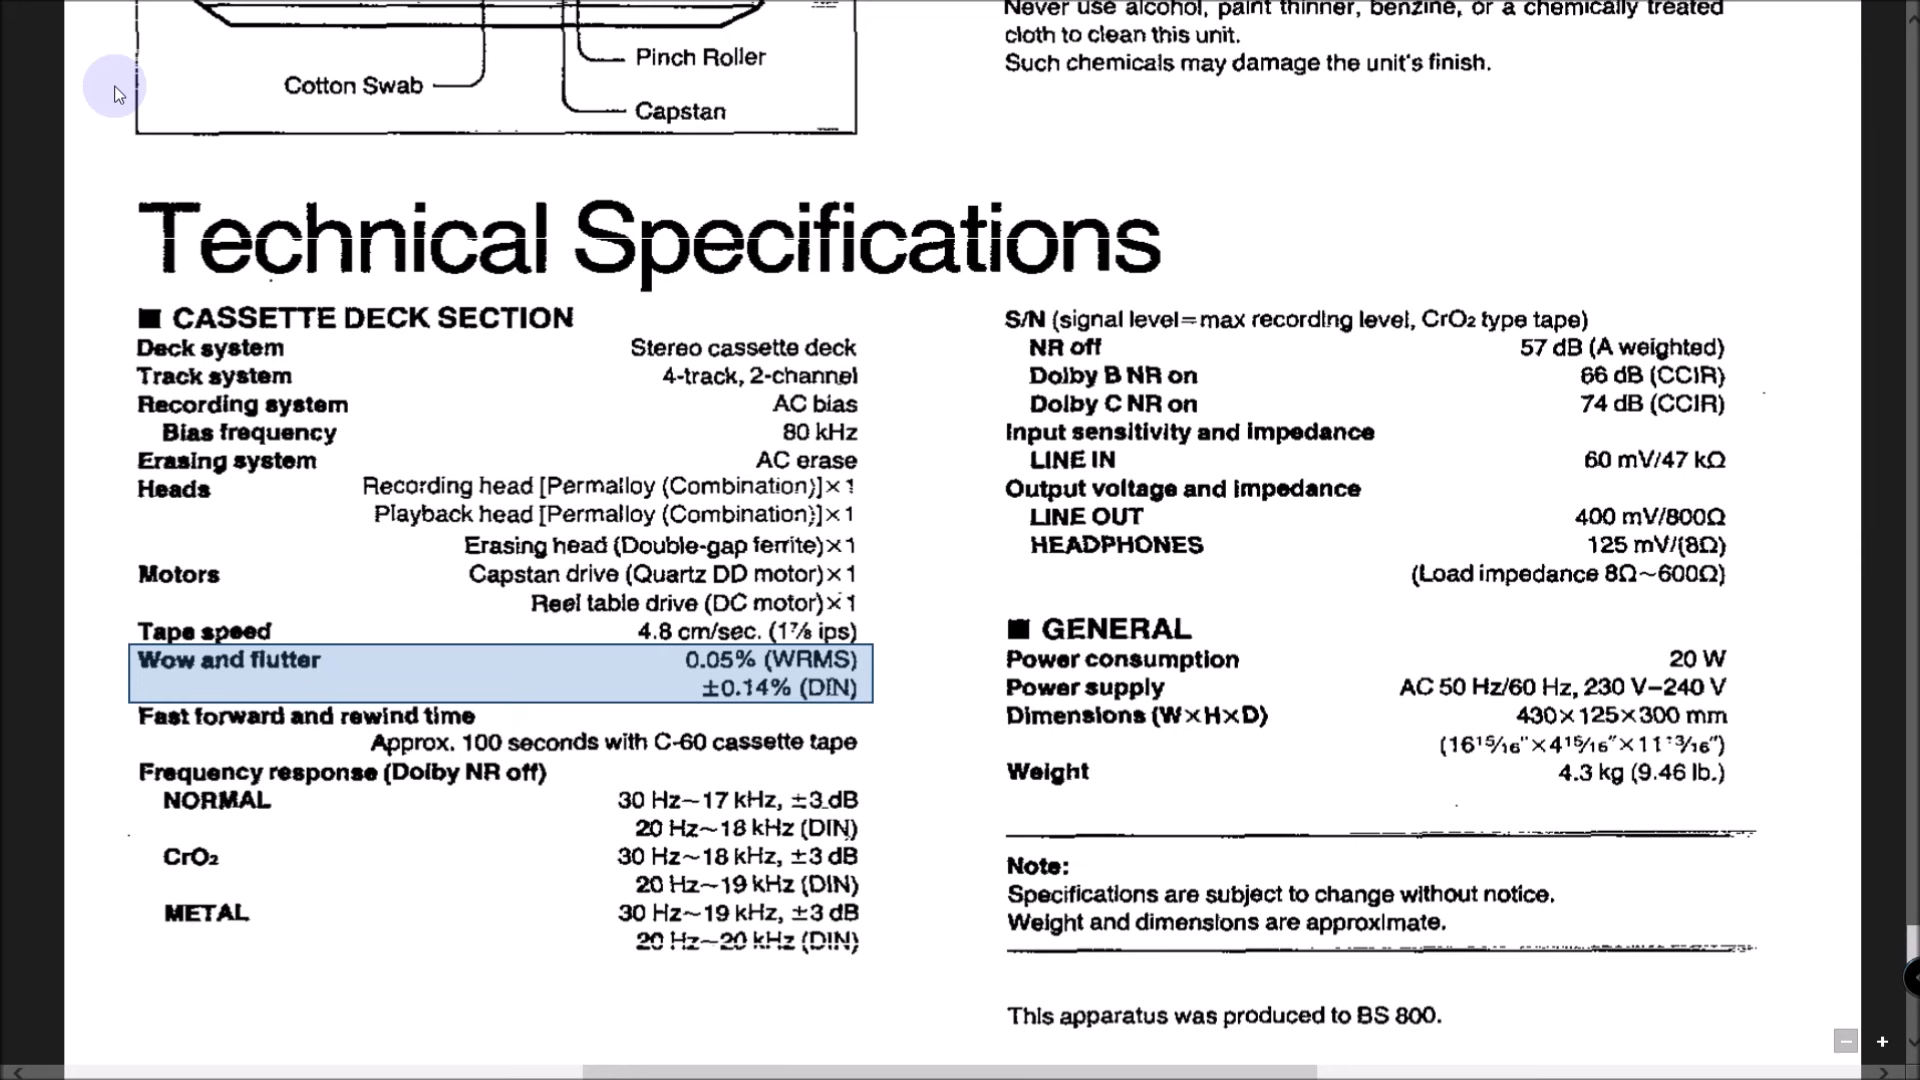 Pinch Roller
Cotton Swab
Capstan
Never use alcohol, paint thinner, benzine, or a chemically treated
cloth to clean this unit.
Such chemicals may damage the unit's finish.
Technical Specifications
■ CASSETTE DECK SECTION
Deck system Stereo cassette deck
Track system 4-track, 2-channel
Recording system AC bias
Bias frequency 80 kHz
Erasing system AC erase
Heads Recording head [Permalloy (Combination)]×1
Playback head [Permalloy (Combination)]×1
Erasing head (Double-gap ferrite)×1
Motors Capstan drive (Quartz DD motor)×1
Reel table drive (DC motor)×1
Tape speed 4.8 cm/sec. (1⅞ ips)
Wow and flutter 0.05% (WRMS)
±0.14% (DIN)
Fast forward and rewind time
Approx. 100 seconds with C-60 cassette tape
Frequency response (Dolby NR off)
NORMAL 30 Hz~17 kHz, ±3 dB
20 Hz~18 kHz (DIN)
CrO₂ 30 Hz~18 kHz, ±3 dB
20 Hz~19 kHz (DIN)
METAL 30 Hz~19 kHz, ±3 dB
20 Hz~20 kHz (DIN)
S/N (signal level=max recording level, CrO₂ type tape)
NR off 57 dB (A weighted)
Dolby B NR on 66 dB (CCIR)
Dolby C NR on 74 dB (CCIR)
Input sensitivity and impedance
LINE IN 60 mV/47 kΩ
Output voltage and impedance
LINE OUT 400 mV/800Ω
HEADPHONES 125 mV/(8Ω)
(Load impedance 8Ω~600Ω)
■ GENERAL
Power consumption 20 W
Power supply AC 50 Hz/60 Hz, 230 V–240 V
Dimensions (W×H×D) 430×125×300 mm
(16¹⁵⁄₁₆″×4¹⁵⁄₁₆″×11¹³⁄₁₆″)
Weight 4.3 kg (9.46 lb.)
Note:
Specifications are subject to change without notice.
Weight and dimensions are approximate.
This apparatus was produced to BS 800.